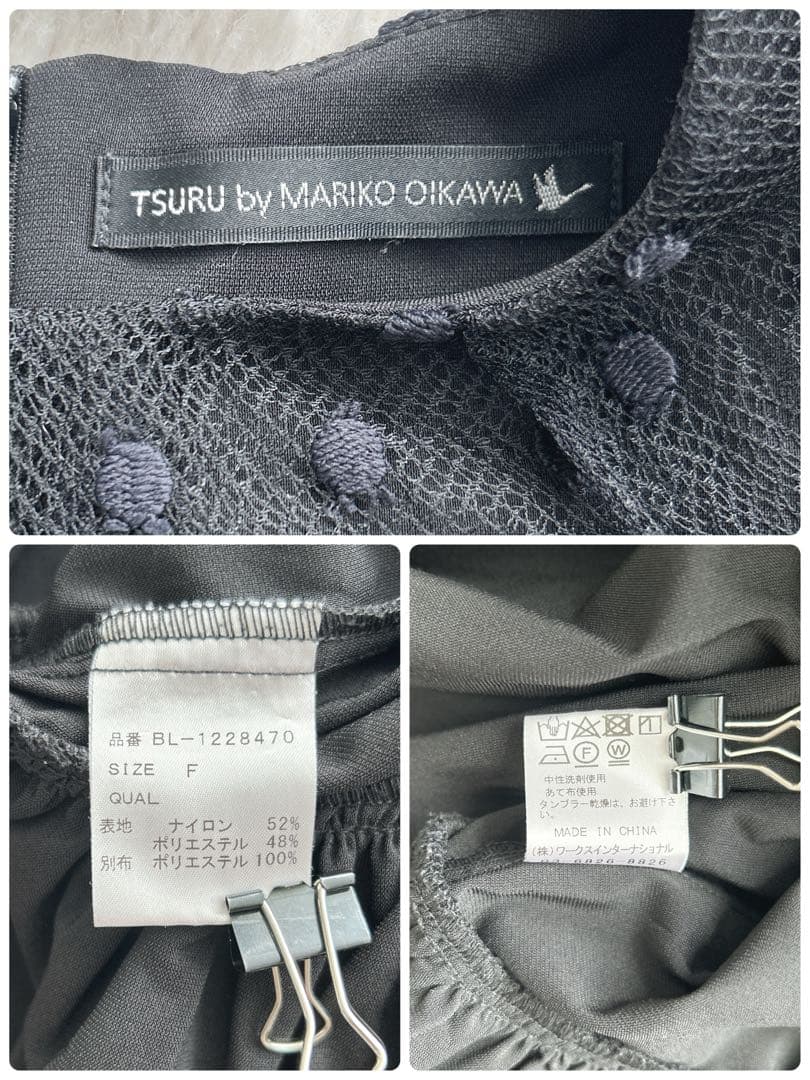 TSURU by MARIKO OIKAWA
品番 BL-1228470
SIZE F
QUAL
表地 ナイロン 52%
ポリエステル 48%
別布 ポリエステル 100%
F W
中性洗剤使用
あて布使用
タンブラー乾燥は、お避け下さ
い。
MADE IN CHINA
(株)ワークスインターナショナル
03-6826-8826